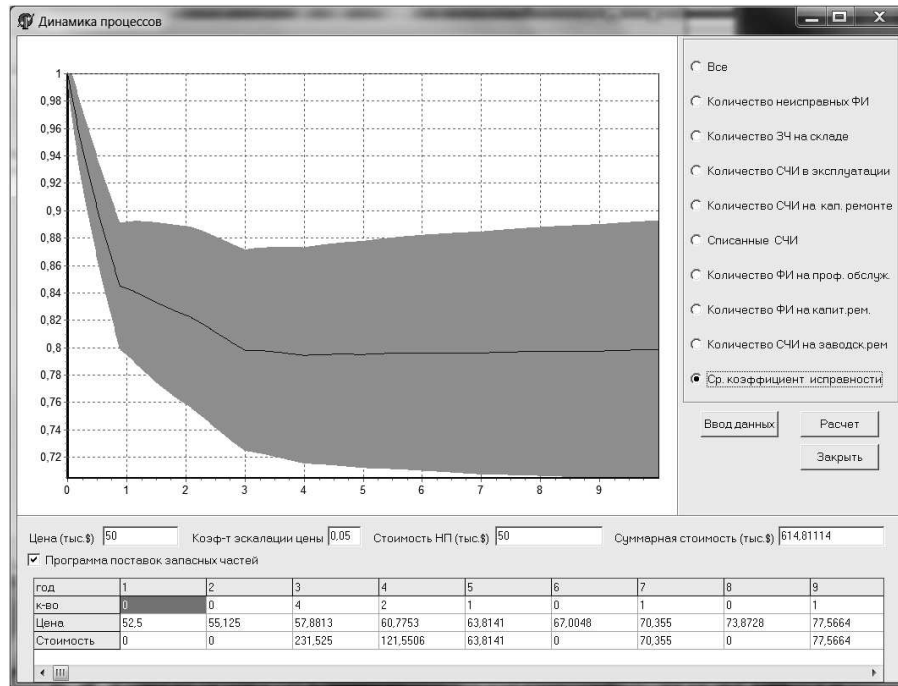 Динамика процессов
1
0,98
0,96
0,94
0,92
0,9
0,88
0,86
0,84
0,82
0,8
0,78
0,76
0,74
0,72
0 1 2 3 4 5 6 7 8 9
Все
Количество неисправных ФИ
Количество ЗЧ на складе
Количество СЧИ в эксплуатации
Количество СЧИ на кап. ремонте
Списанные СЧИ
Количество ФИ на проф. обслуж.
Количество ФИ на капит.рем.
Количество СЧИ на заводск.рем
Ср. коэффициент исправности
Ввод данных Расчет
Закрыть
Цена (тыс.$) 50 Коэф-т эскалации цены 0,05 Стоимость НП (тыс.$) 50 Суммарная стоимость (тыс.$) 614,81114
Программа поставок запасных частей
год 1 2 3 4 5 6 7 8 9
к-во 0 0 4 2 1 0 1 0 1
Цена 52,5 55,125 57,8813 60,7753 63,8141 67,0048 70,355 73,8728 77,5664
Стоимость 0 0 231,525 121,5506 63,8141 0 70,355 0 77,5664